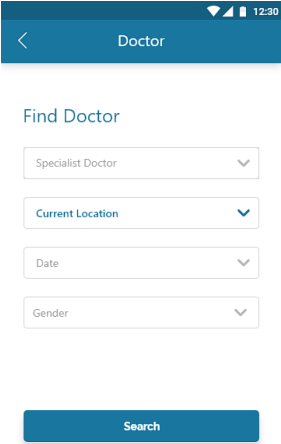 12:30
Doctor
Find Doctor
Specialist Doctor
Current Location
Date
Gender
Search